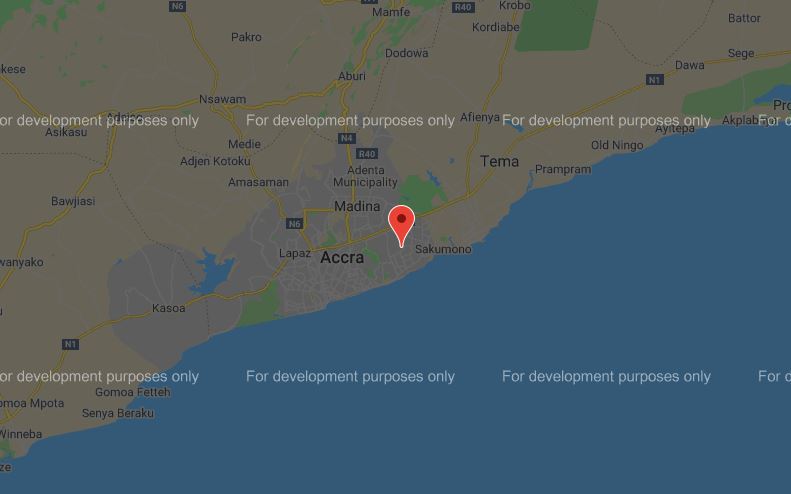 N6
Mamfe
R40
Krobo
Kordiabe
Battor
Pakro
Dodowa
Sege
Dawa
kese
Aburi
N1
Nsawam
Adeiso
For development purposes only
For development purposes only
For development purposes only
For d
Afienya
Ayitepa
Asikasu
Medie
N4
Old Ningo
R40
Adjen Kotoku
Tema
Adenta
Municipality
Prampram
Amasaman
Bawjiasi
Madina
N6
Lapaz
Accra
Sakumono
wanyako
Kasoa
N1
or development purposes only
For development purposes only
For development purposes only
For d
Gomoa Fetteh
omoa Mpota
Senya Beraku
Winneba
ze